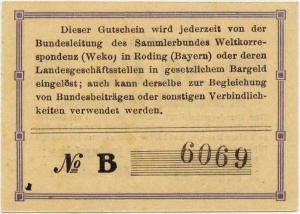 Dieser Gutschein wird jederzeit von der
Bundesleitung des Sammlerbundes Weltkorre-
spondenz (Weko) in Roding (Bayern) oder deren
Landesgeschäftsstellen in gesetzlichem Bargeld
eingelöst; auch kann derselbe zur Begleichung
von Bundesbeiträgen oder sonstigen Verbindlich-
keiten verwendet werden.
№ B 6069